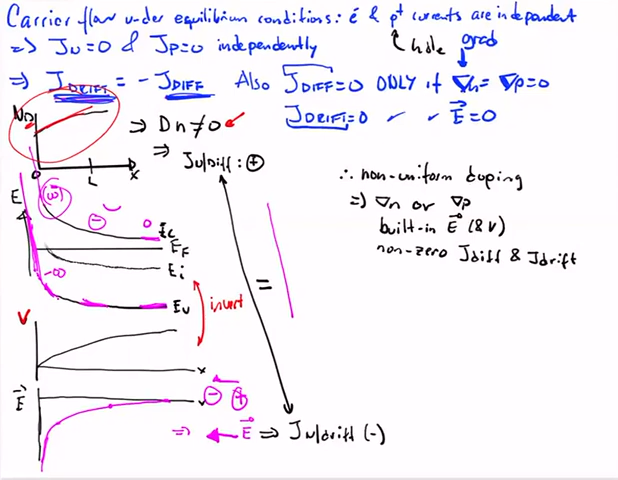 Carrier flow under equilibrium conditions: é & p+ currents are independent
=> JN=0 & JP=0 independently
hole
grad
=> JDRIFT = - JDIFF Also JDIFF=0 ONLY if ∇n= ∇p=0
JDRIFT=0 ✓ ✓ E=0
ND
=> Dn≠0
=> JN|Diff: +
L
x
∴ non-uniform doping
=> ∇n or ∇p
built-in E (& V)
non-zero Jdiff & Jdrift
E
-
0
Ec
EF
Ei
-∞
Ev
invert
=
V
x
E
- +
=> ← E => JN|drift (-)